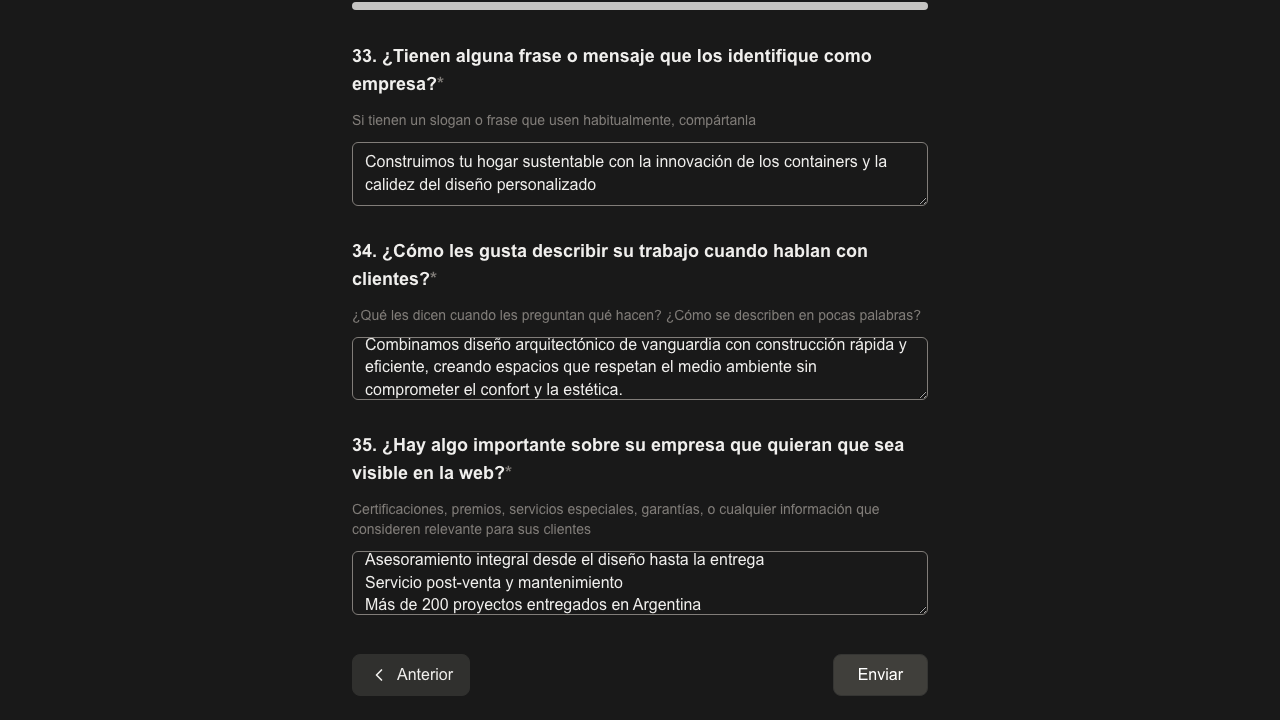 33. ¿Tienen alguna frase o mensaje que los identifique como
empresa?*
Si tienen un slogan o frase que usen habitualmente, compártanla
Construimos tu hogar sustentable con la innovación de los containers y la
calidez del diseño personalizado
34. ¿Cómo les gusta describir su trabajo cuando hablan con
clientes?*
¿Qué les dicen cuando les preguntan qué hacen? ¿Cómo se describen en pocas palabras?
Combinamos diseño arquitectónico de vanguardia con construcción rápida y
eficiente, creando espacios que respetan el medio ambiente sin
comprometer el confort y la estética.
35. ¿Hay algo importante sobre su empresa que quieran que sea
visible en la web?*
Certificaciones, premios, servicios especiales, garantías, o cualquier información que
consideren relevante para sus clientes
Asesoramiento integral desde el diseño hasta la entrega
Servicio post-venta y mantenimiento
Más de 200 proyectos entregados en Argentina
Anterior
Enviar